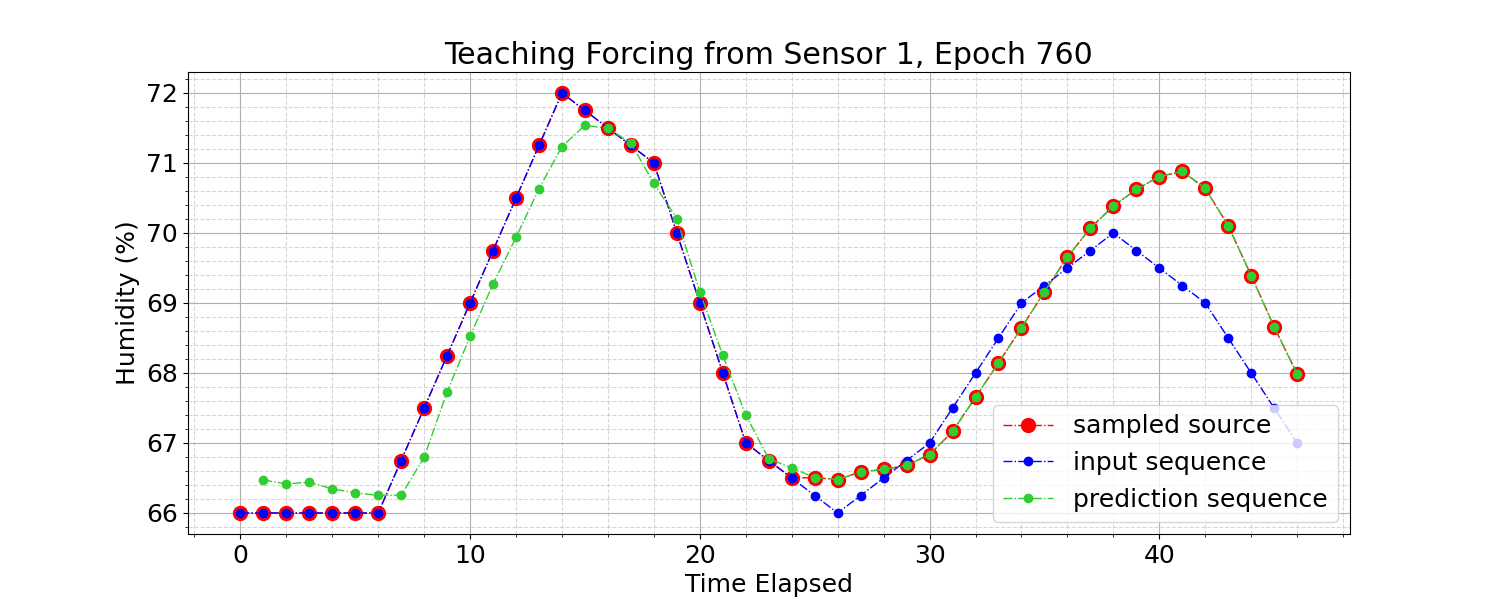 Teaching Forcing from Sensor 1, Epoch 760
72
71
70
69
68
67
66
Humidity (%)
0 10 20 30 40
Time Elapsed
sampled source
input sequence
prediction sequence